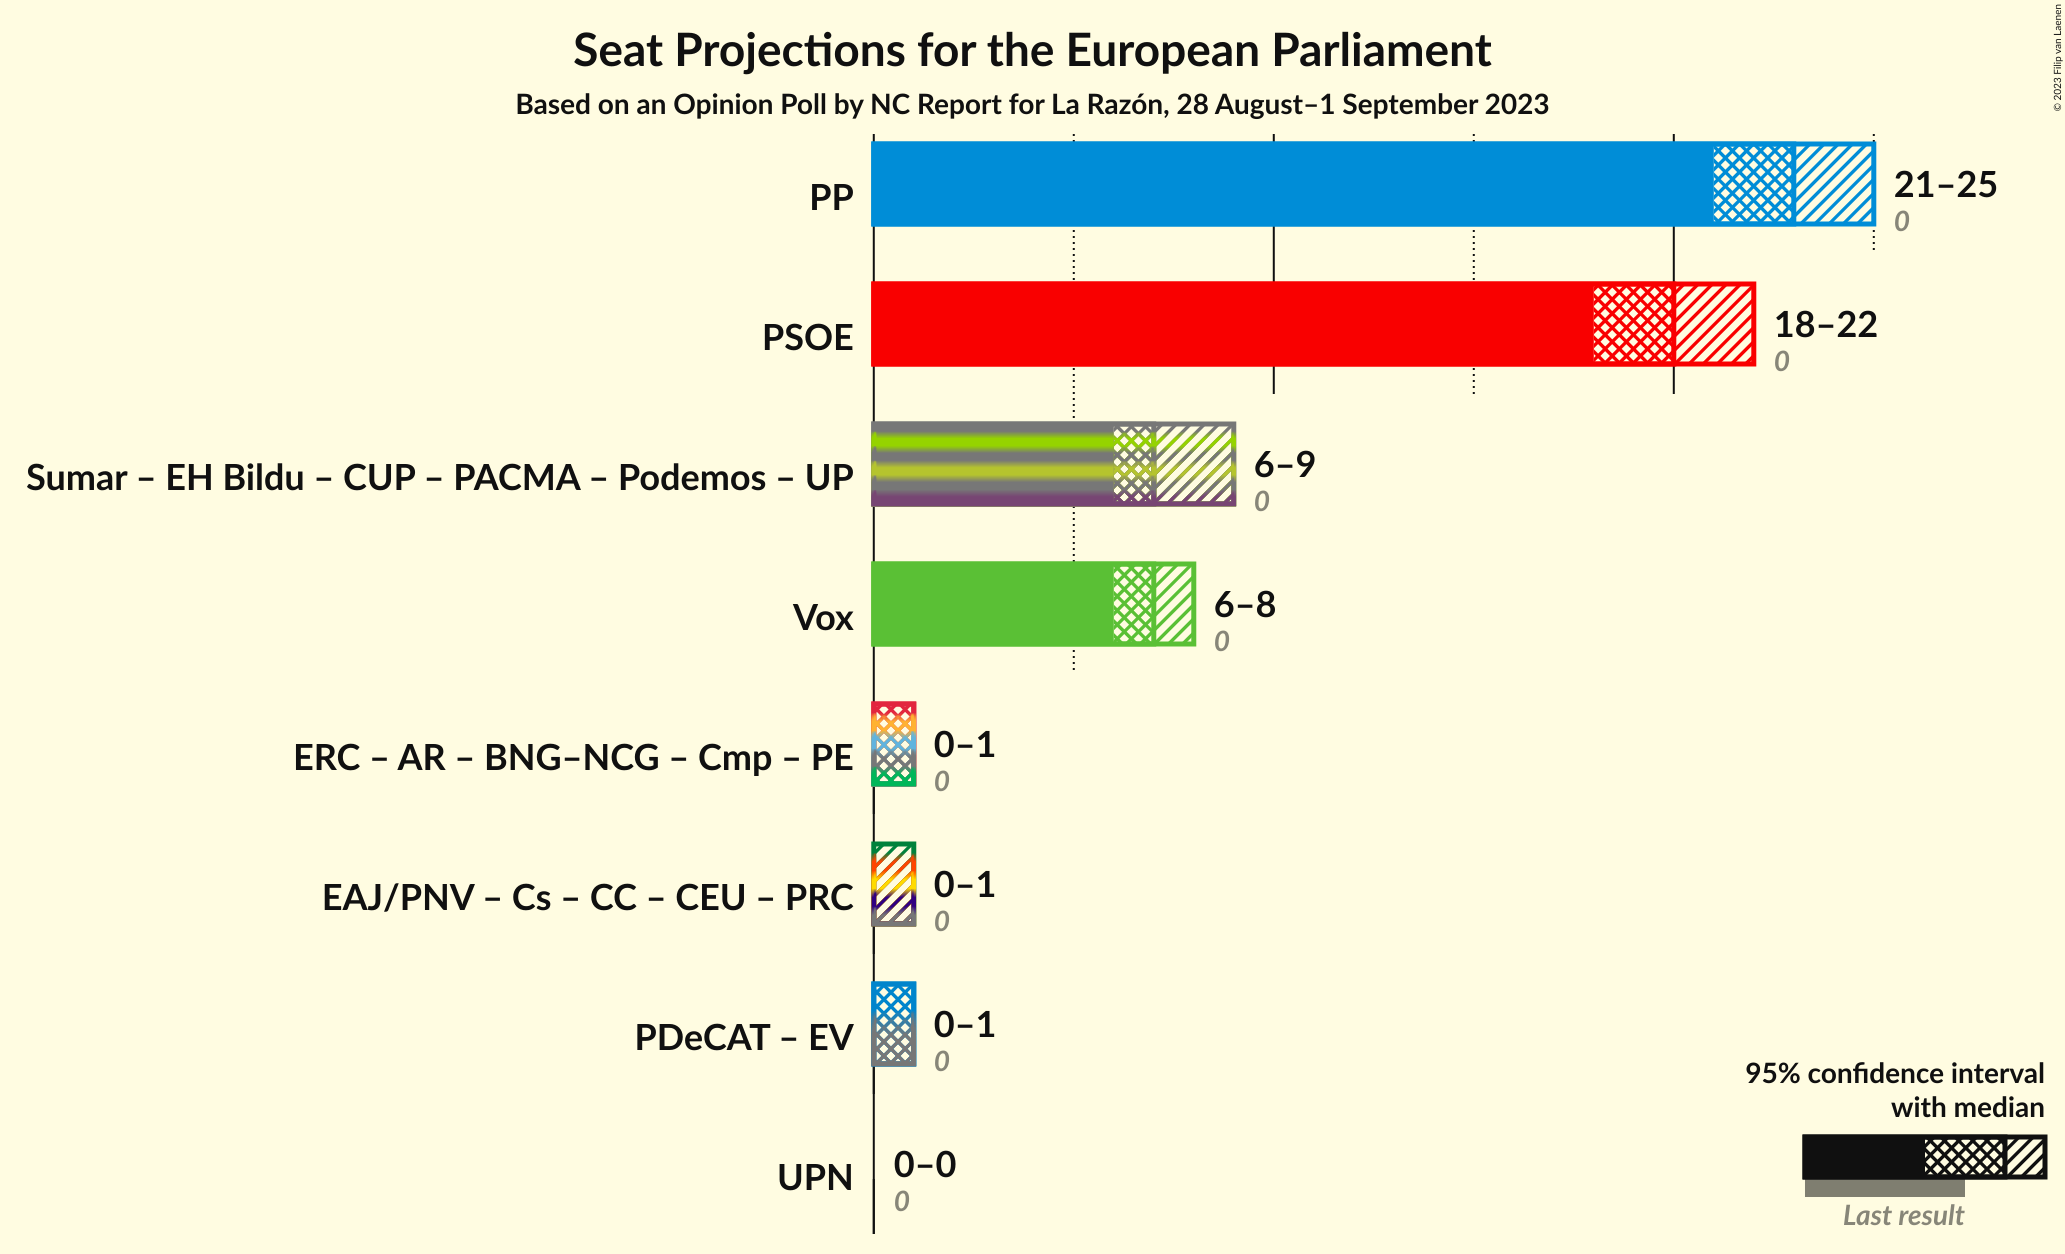 Seat Projections for the European Parliament
Based on an Opinion Poll by NC Report for La Razón, 28 August–1 September 2023
© 2023 Filip van Laenen
PP
21–25
0
PSOE
18–22
0
Sumar – EH Bildu – CUP – PACMA – Podemos – UP
6–9
0
Vox
6–8
0
ERC – AR – BNG–NCG – Cmp – PE
0–1
0
EAJ/PNV – Cs – CC – CEU – PRC
0–1
0
PDeCAT – EV
0–1
0
UPN
0–0
0
95% confidence interval
with median
Last result